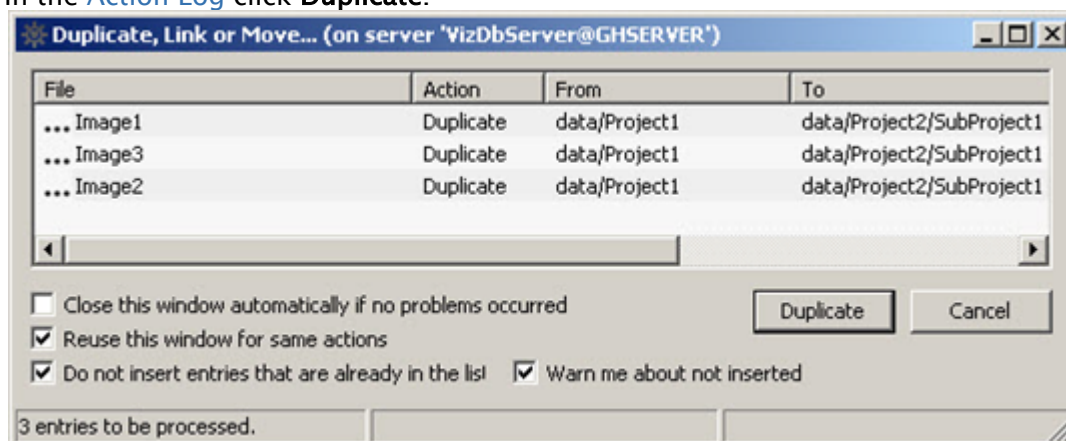 in the Action Log click Duplicate.
Duplicate, Link or Move... (on server 'VizDbServer@GHSERVER')
File Action From To
... Image1 Duplicate data/Project1 data/Project2/SubProject1
... Image3 Duplicate data/Project1 data/Project2/SubProject1
... Image2 Duplicate data/Project1 data/Project2/SubProject1
Close this window automatically if no problems occurred
Duplicate Cancel
Reuse this window for same actions
Do not insert entries that are already in the list Warn me about not inserted
3 entries to be processed.